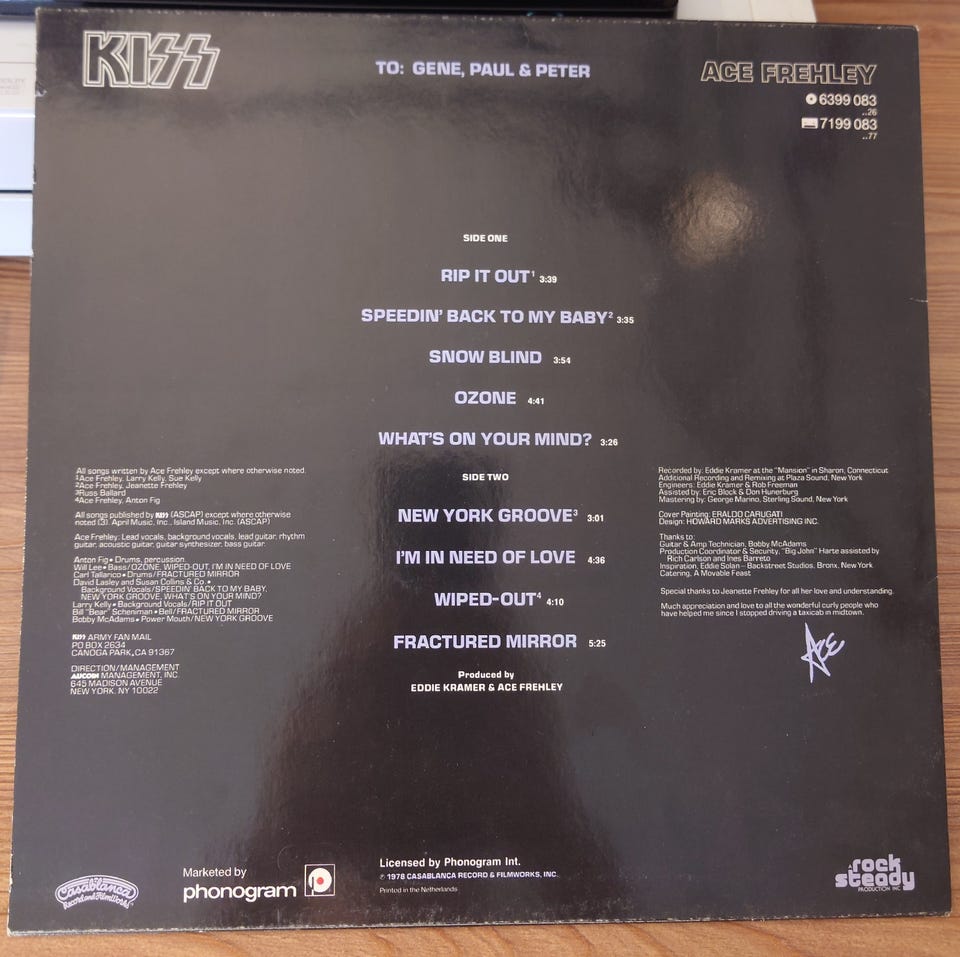 KISS
TO: GENE, PAUL & PETER
ACE FREHLEY
6399 083
..26
7199 083
..77
SIDE ONE
RIP IT OUT¹ 3:39
SPEEDIN' BACK TO MY BABY² 3:35
SNOW BLIND 3:54
OZONE 4:41
WHAT'S ON YOUR MIND? 3:26
SIDE TWO
NEW YORK GROOVE³ 3:01
I'M IN NEED OF LOVE 4:36
WIPED-OUT⁴ 4:10
FRACTURED MIRROR 5:25
Produced by
EDDIE KRAMER & ACE FREHLEY
All songs written by Ace Frehley except where otherwise noted.
¹Ace Frehley, Larry Kelly, Sue Kelly
²Ace Frehley, Jeanette Frehley
³Russ Ballard
⁴Ace Frehley, Anton Fig
All songs published by KISS (ASCAP) except where otherwise
noted (3). April Music, Inc., Island Music, Inc. (ASCAP)
Ace Frehley: Lead vocals, background vocals, lead guitar, rhythm
guitar, acoustic guitar, guitar synthesizer, bass guitar.
Anton Fig • Drums, percussion
Will Lee • Bass/OZONE, WIPED-OUT, I'M IN NEED OF LOVE
Carl Tallarico • Drums/FRACTURED MIRROR
David Lasley and Susan Collins & Co. •
Background Vocals/SPEEDIN' BACK TO MY BABY,
NEW YORK GROOVE, WHAT'S ON YOUR MIND?
Larry Kelly • Background Vocals/RIP IT OUT
Bill "Bear" Scheniman • Bell/FRACTURED MIRROR
Bobby McAdams • Power Mouth/NEW YORK GROOVE
KISS ARMY FAN MAIL
PO BOX 2634
CANOGA PARK, CA 91367
DIRECTION/MANAGEMENT
AUCOIN MANAGEMENT, INC.
645 MADISON AVENUE
NEW YORK, NY 10022
Recorded by: Eddie Kramer at the "Mansion" in Sharon, Connecticut
Additional Recording and Remixing at Plaza Sound, New York
Engineers: Eddie Kramer & Rob Freeman
Assisted by: Eric Block & Don Hunerburg
Mastering by: George Marino, Sterling Sound, New York
Cover Painting: ERALDO CARUGATI
Design: HOWARD MARKS ADVERTISING INC.
Thanks to:
Guitar & Amp Technician, Bobby McAdams
Production Coordinator & Security, "Big John" Harte assisted by
Rich Carlson and Ines Barreto
Inspiration, Eddie Solan – Backstreet Studios, Bronx, New York
Catering, A Movable Feast
Special thanks to Jeanette Frehley for all her love and understanding.
Much appreciation and love to all the wonderful curly people who
have helped me since I stopped driving a taxicab in midtown.
Ace
Casablanca
Record and FilmWorks
Marketed by
phonogram
Licensed by Phonogram Int.
℗ 1978 CASABLANCA RECORD & FILMWORKS, INC.
Printed in the Netherlands
A rock
steady
PRODUCTION INC